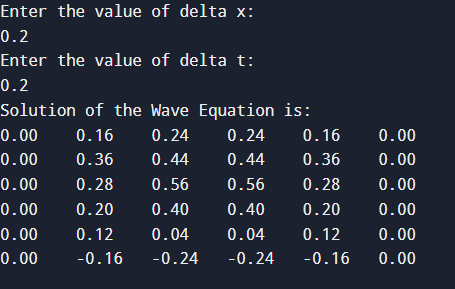 Enter the value of delta x:
0.2
Enter the value of delta t:
0.2
Solution of the Wave Equation is:
0.00 0.16 0.24 0.24 0.16 0.00
0.00 0.36 0.44 0.44 0.36 0.00
0.00 0.28 0.56 0.56 0.28 0.00
0.00 0.20 0.40 0.40 0.20 0.00
0.00 0.12 0.04 0.04 0.12 0.00
0.00 -0.16 -0.24 -0.24 -0.16 0.00